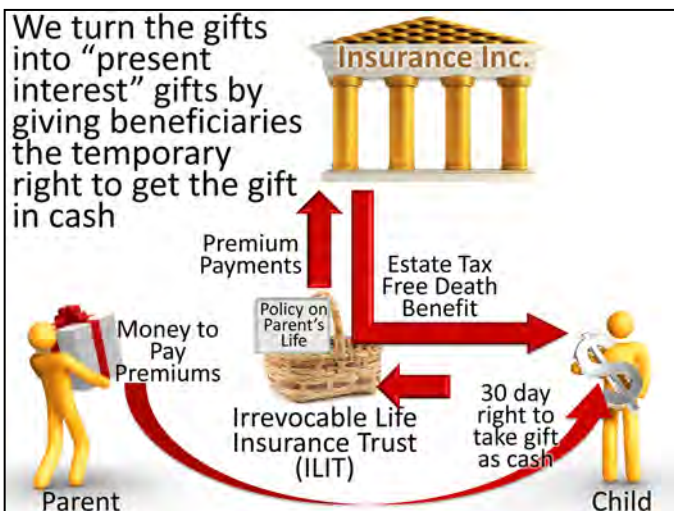 We turn the gifts
into “present
interest” gifts by
giving beneficiaries
the temporary
right to get the gift
in cash
Insurance Inc.
Premium
Payments
Estate Tax
Free Death
Benefit
Policy on
Parent's
Life
Money to
Pay
Premiums
Irrevocable Life
Insurance Trust
(ILIT)
30 day
right to
take gift
as cash
Parent
Child